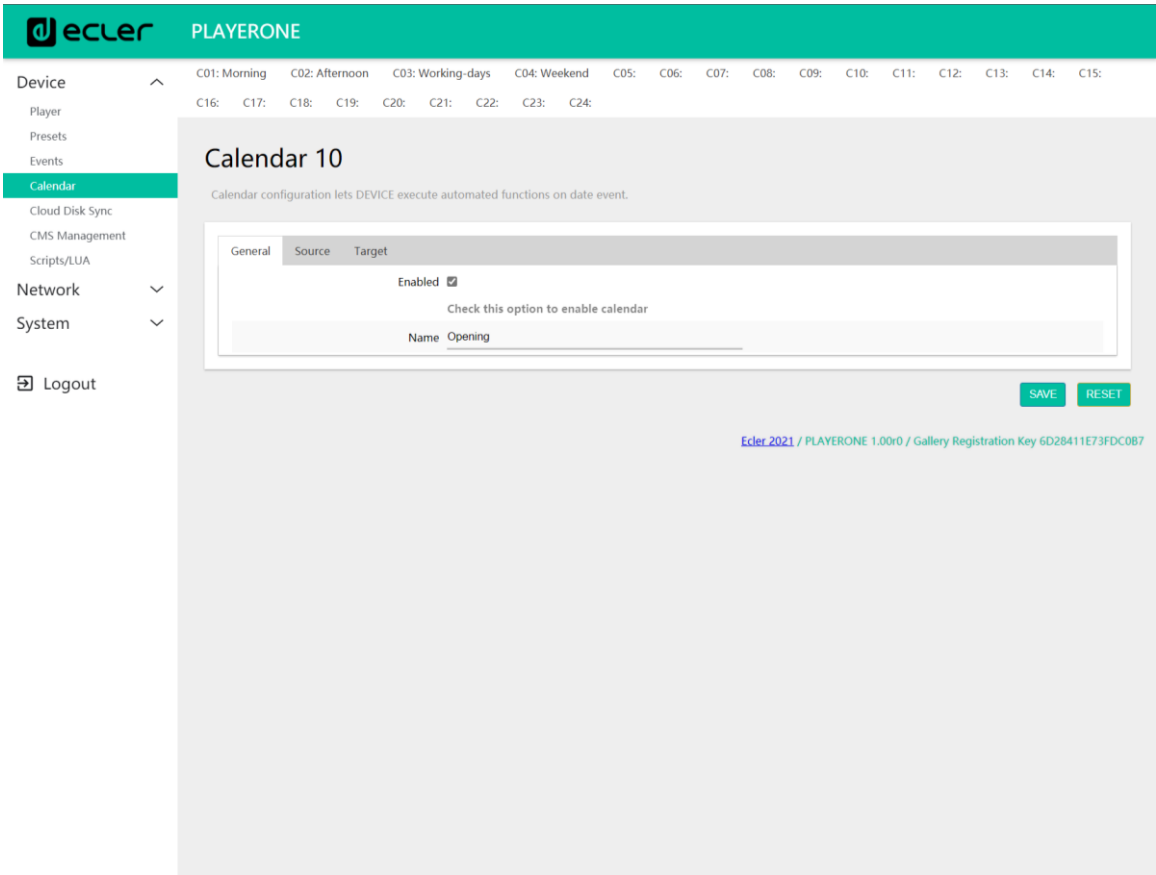 ecler
PLAYERONE
Device
Player
Presets
Events
Calendar
Cloud Disk Sync
CMS Management
Scripts/LUA
Network
System
Logout
C01: Morning C02: Afternoon C03: Working-days C04: Weekend C05: C06: C07: C08: C09: C10: C11: C12: C13: C14: C15:
C16: C17: C18: C19: C20: C21: C22: C23: C24:
Calendar 10
Calendar configuration lets DEVICE execute automated functions on date event.
General Source Target
Enabled
Check this option to enable calendar
Name Opening
SAVE RESET
Ecler 2021 / PLAYERONE 1.00r0 / Gallery Registration Key 6D28411E73FDC0B7